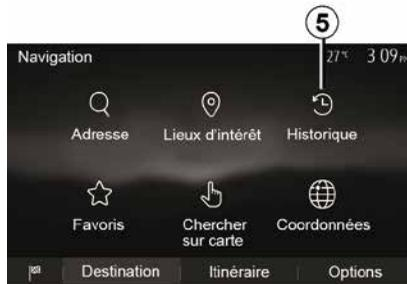 5
Navigation 27 °C 3 09
Adresse Lieux d'intérêt Historique
Favoris Chercher sur carte Coordonnées
Destination Itinéraire Options